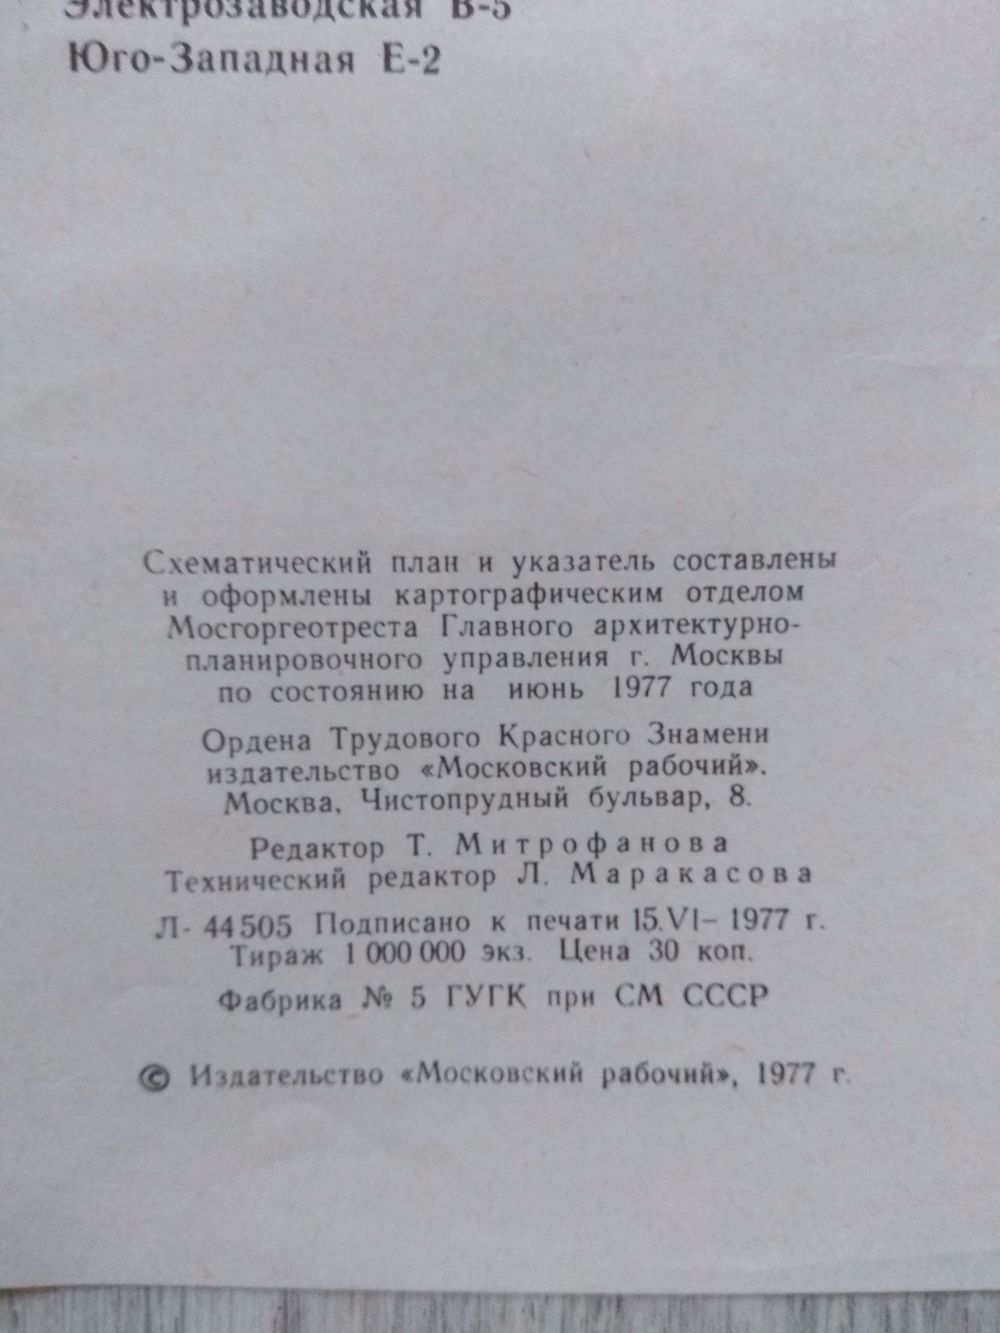 Электрозаводская В-5
Юго-Западная Е-2
Схематический план и указатель составлены
и оформлены картографическим отделом
Мосгоргеотреста Главного архитектурно-
планировочного управления г. Москвы
по состоянию на июнь 1977 года
Ордена Трудового Красного Знамени
издательство «Московский рабочий».
Москва, Чистопрудный бульвар, 8.
Редактор Т. Митрофанова
Технический редактор Л. Маракасова
Л- 44505 Подписано к печати 15.VI– 1977 г.
Тираж 1 000 000 экз. Цена 30 коп.
Фабрика № 5 ГУГК при СМ СССР
© Издательство «Московский рабочий», 1977 г.